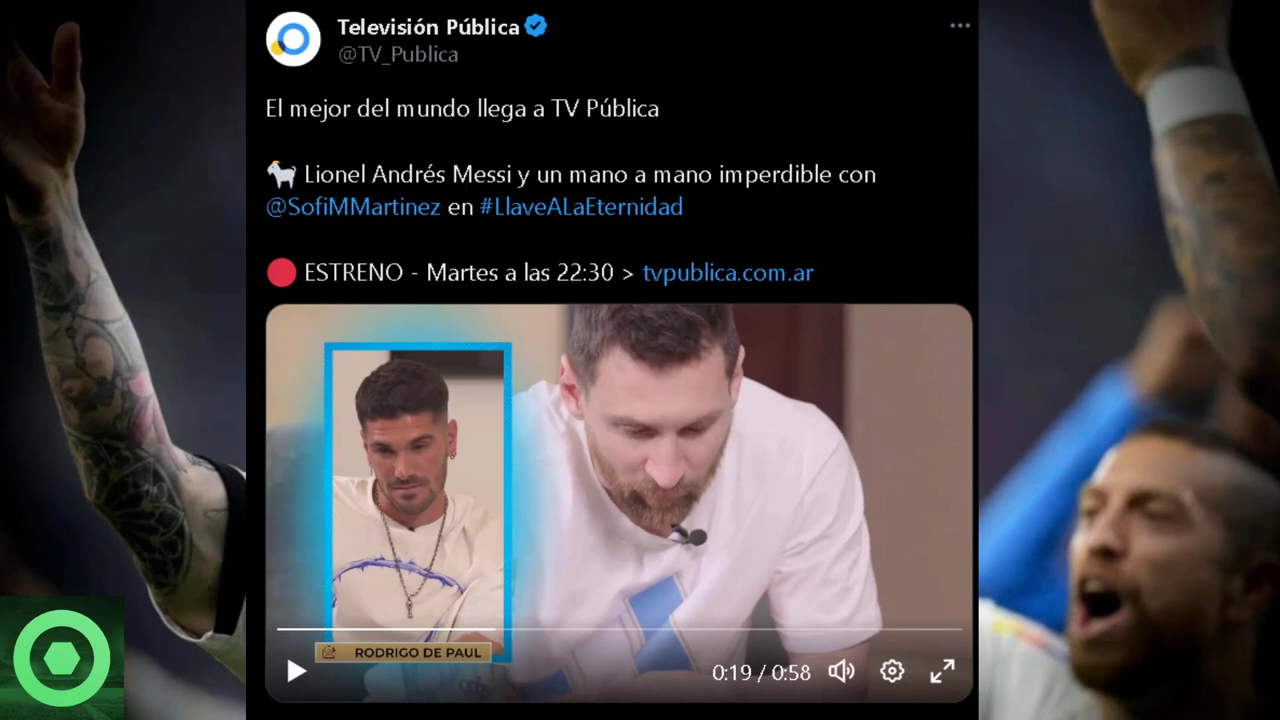 Televisión Pública
@TV_Publica
El mejor del mundo llega a TV Pública
Lionel Andrés Messi y un mano a mano imperdible con
@SofiMMartinez en #LlaveALaEternidad
ESTRENO - Martes a las 22:30 > tvpublica.com.ar
RODRIGO DE PAUL
0:19 / 0:58